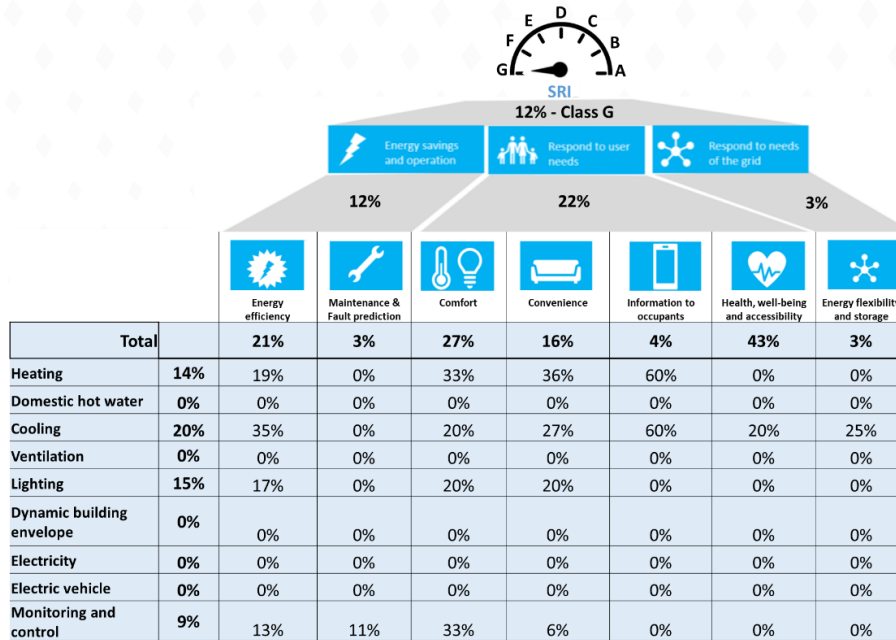 D
E C
F B
G A
SRI
12% - Class G
Energy savings and operation
Respond to user needs
Respond to needs of the grid
12% 22% 3%
Energy efficiency
Maintenance & Fault prediction
Comfort
Convenience
Information to occupants
Health, well-being and accessibility
Energy flexibility and storage
Total 21% 3% 27% 16% 4% 43% 3%
Heating 14% 19% 0% 33% 36% 60% 0% 0%
Domestic hot water 0% 0% 0% 0% 0% 0% 0% 0%
Cooling 20% 35% 0% 20% 27% 60% 20% 25%
Ventilation 0% 0% 0% 0% 0% 0% 0% 0%
Lighting 15% 17% 0% 20% 20% 0% 0% 0%
Dynamic building envelope 0% 0% 0% 0% 0% 0% 0% 0%
Electricity 0% 0% 0% 0% 0% 0% 0% 0%
Electric vehicle 0% 0% 0% 0% 0% 0% 0% 0%
Monitoring and control 9% 13% 11% 33% 6% 0% 0% 0%